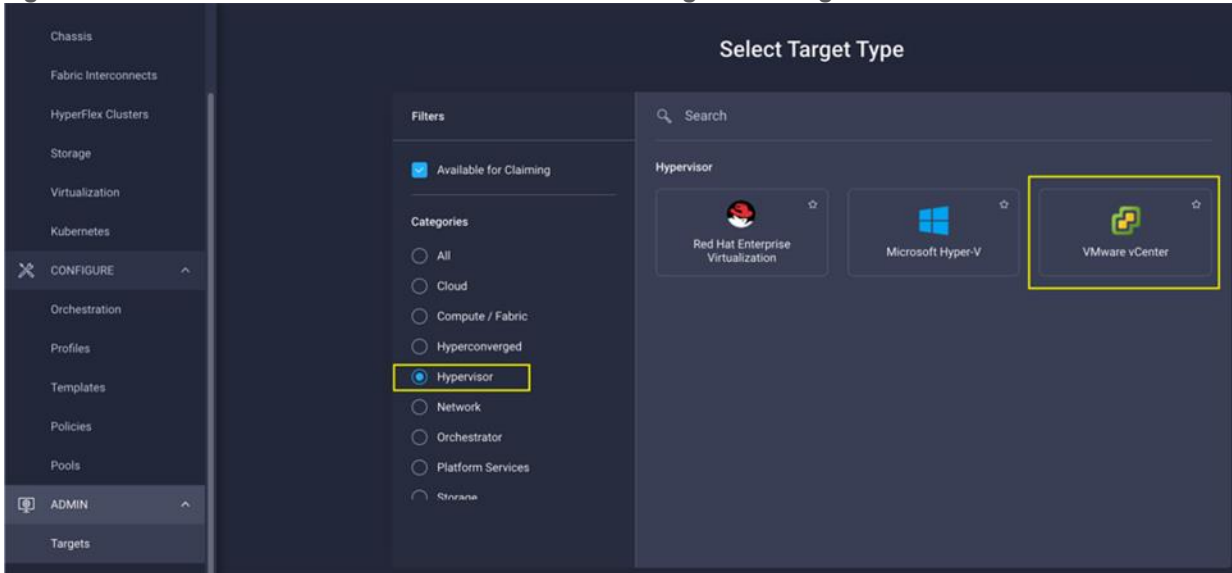 Chassis
Fabric Interconnects
HyperFlex Clusters
Storage
Virtualization
Kubernetes
CONFIGURE
Orchestration
Profiles
Templates
Policies
Pools
ADMIN
Targets
Select Target Type
Filters
Available for Claiming
Categories
All
Cloud
Compute / Fabric
Hyperconverged
Hypervisor
Network
Orchestrator
Platform Services
Storage
Search
Hypervisor
Red Hat Enterprise
Virtualization
Microsoft Hyper-V
VMware vCenter